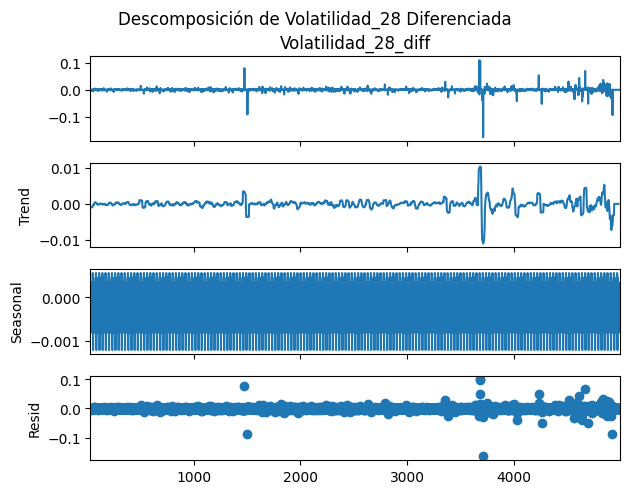 Descomposición de Volatilidad_28 Diferenciada
Volatilidad_28_diff
0.1
0.0
−0.1
0.01
0.00
−0.01
Trend
0.000
−0.001
Seasonal
0.1
0.0
−0.1
Resid
1000 2000 3000 4000